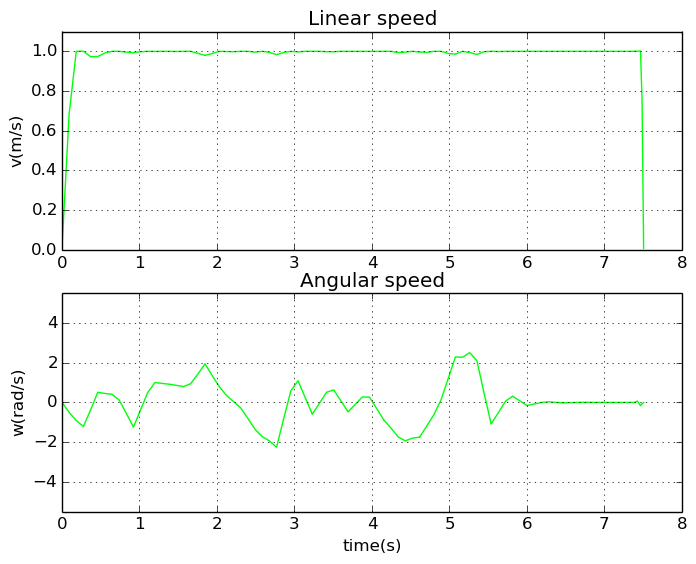 Linear speed
1.0
0.8
0.6
0.4
0.2
0.0
v(m/s)
0 1 2 3 4 5 6 7 8
Angular speed
4
2
0
−2
−4
w(rad/s)
0 1 2 3 4 5 6 7 8
time(s)